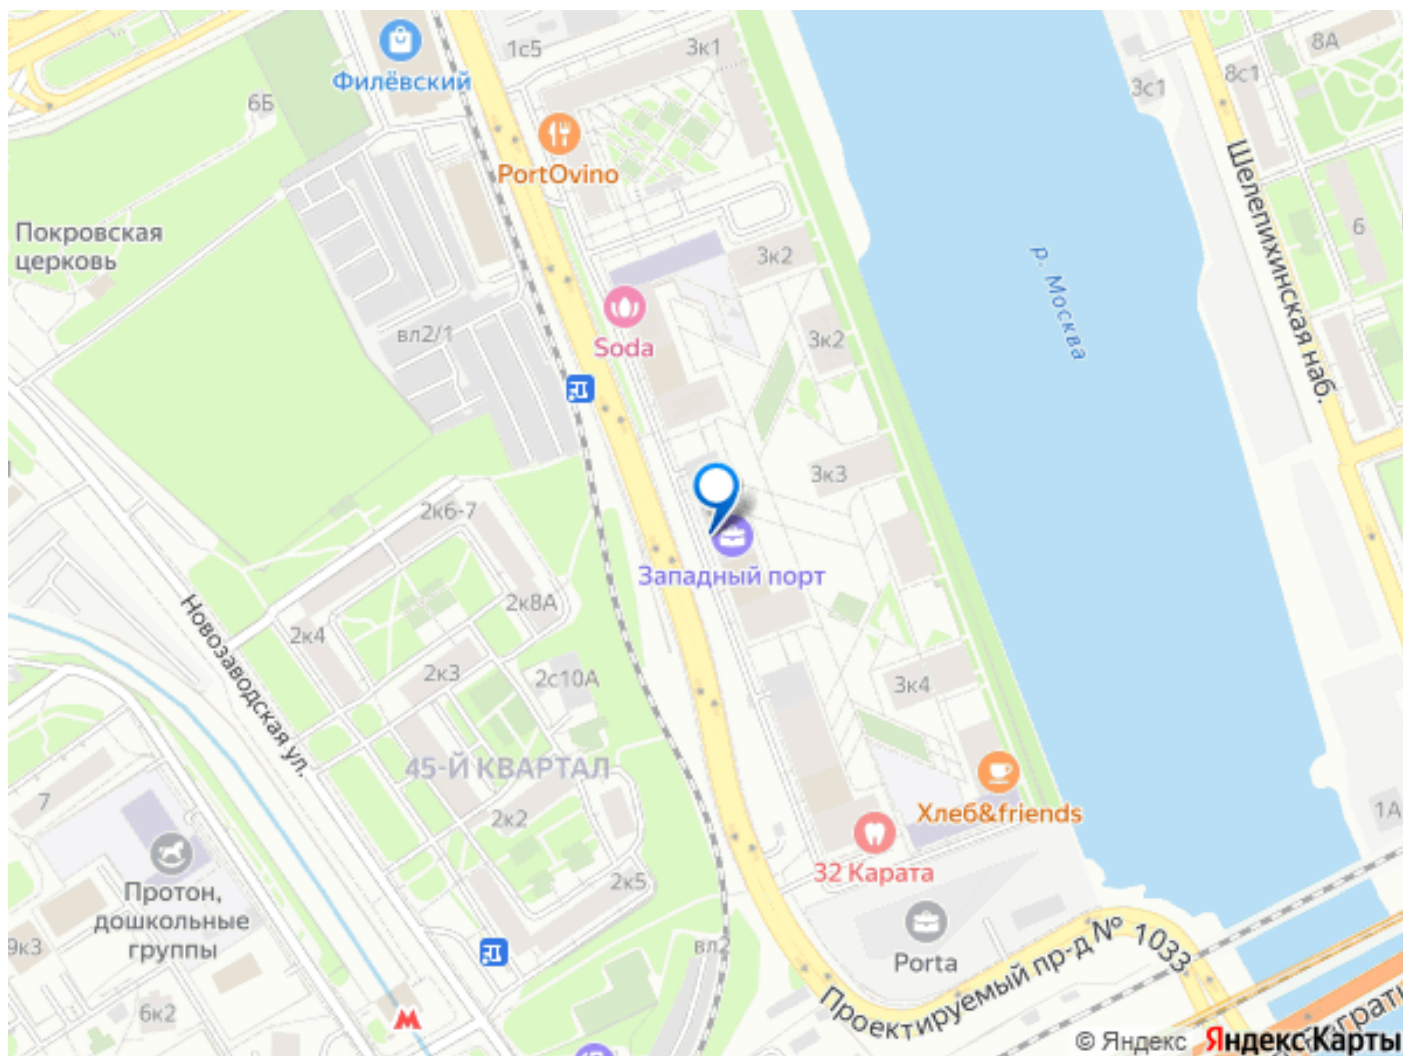 1с5
3к1
8А
8с1
3с1
Филёвский
6Б
PortOvino
Шелепихинская наб.
Покровская
церковь
3к2
6
р. Москва
вл2/1
Soda
3к2
3к3
2к6-7
Западный порт
2к8А
Новозаводская ул.
2к4
2к3
2с10А
3к4
45-Й КВАРТАЛ
7
2к2
Хлеб&friends
1А
32 Карата
2к5
Протон,
дошкольные
группы
9к3
вл2
Porta
Проектируемый пр-д № 1033
6к2
© Яндекс Яндекс Карты